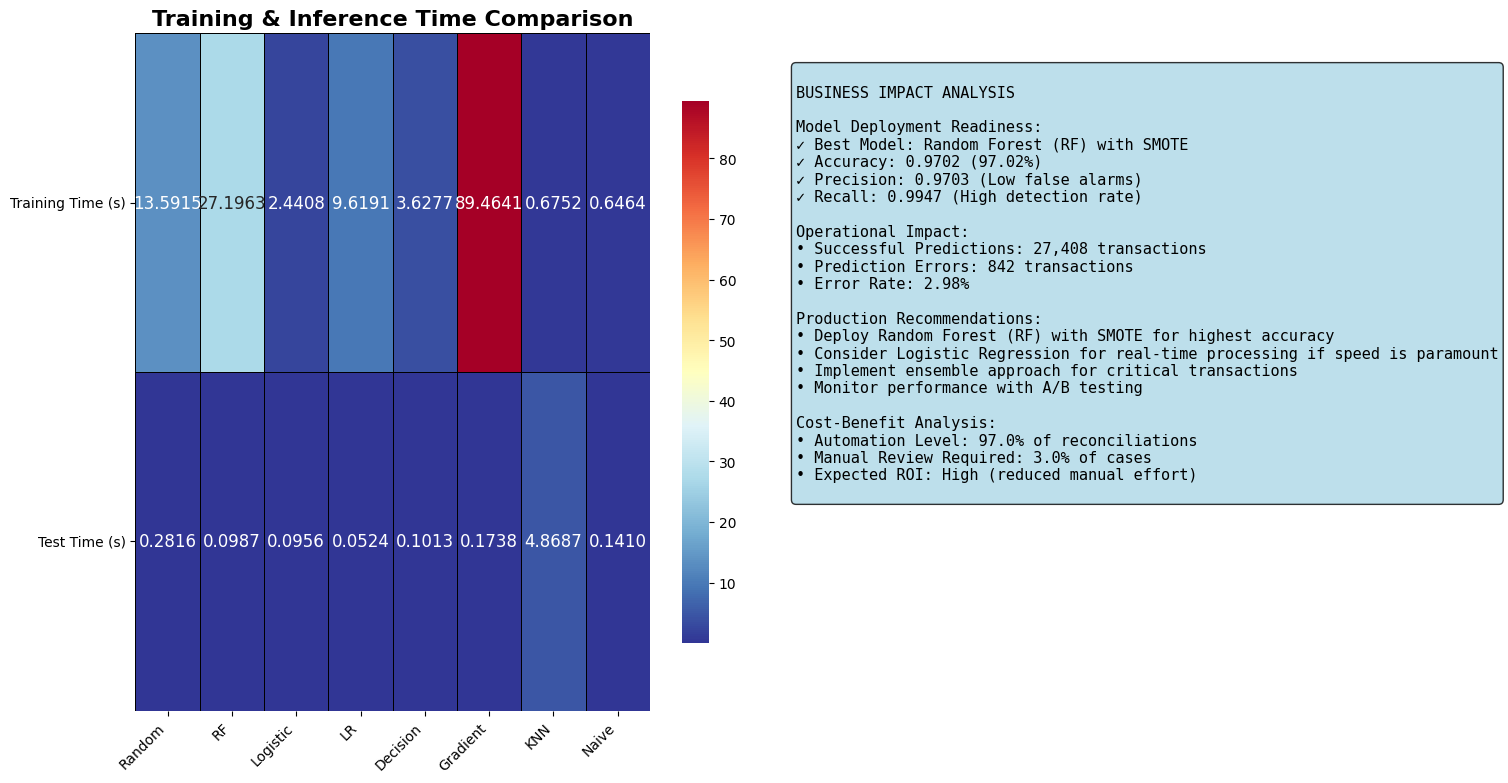 Training & Inference Time Comparison
Training Time (s)
13.5915 27.1963 2.4408 9.6191 3.6277 89.4641 0.6752 0.6464
Test Time (s)
0.2816 0.0987 0.0956 0.0524 0.1013 0.1738 4.8687 0.1410
Random
RF
Logistic
LR
Decision
Gradient
KNN
Naive
80
70
60
50
40
30
20
10
BUSINESS IMPACT ANALYSIS
Model Deployment Readiness:
✓ Best Model: Random Forest (RF) with SMOTE
✓ Accuracy: 0.9702 (97.02%)
✓ Precision: 0.9703 (Low false alarms)
✓ Recall: 0.9947 (High detection rate)
Operational Impact:
• Successful Predictions: 27,408 transactions
• Prediction Errors: 842 transactions
• Error Rate: 2.98%
Production Recommendations:
• Deploy Random Forest (RF) with SMOTE for highest accuracy
• Consider Logistic Regression for real-time processing if speed is paramount
• Implement ensemble approach for critical transactions
• Monitor performance with A/B testing
Cost-Benefit Analysis:
• Automation Level: 97.0% of reconciliations
• Manual Review Required: 3.0% of cases
• Expected ROI: High (reduced manual effort)